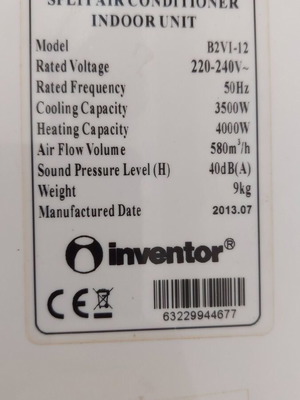 SPLIT AIR CONDITIONER
INDOOR UNIT
Model B2VI-12
Rated Voltage 220-240V~
Rated Frequency 50Hz
Cooling Capacity 3500W
Heating Capacity 4000W
Air Flow Volume 580m³/h
Sound Pressure Level (H) 40dB(A)
Weight 9kg
Manufactured Date 2013.07
inventor®
CE
63229944677